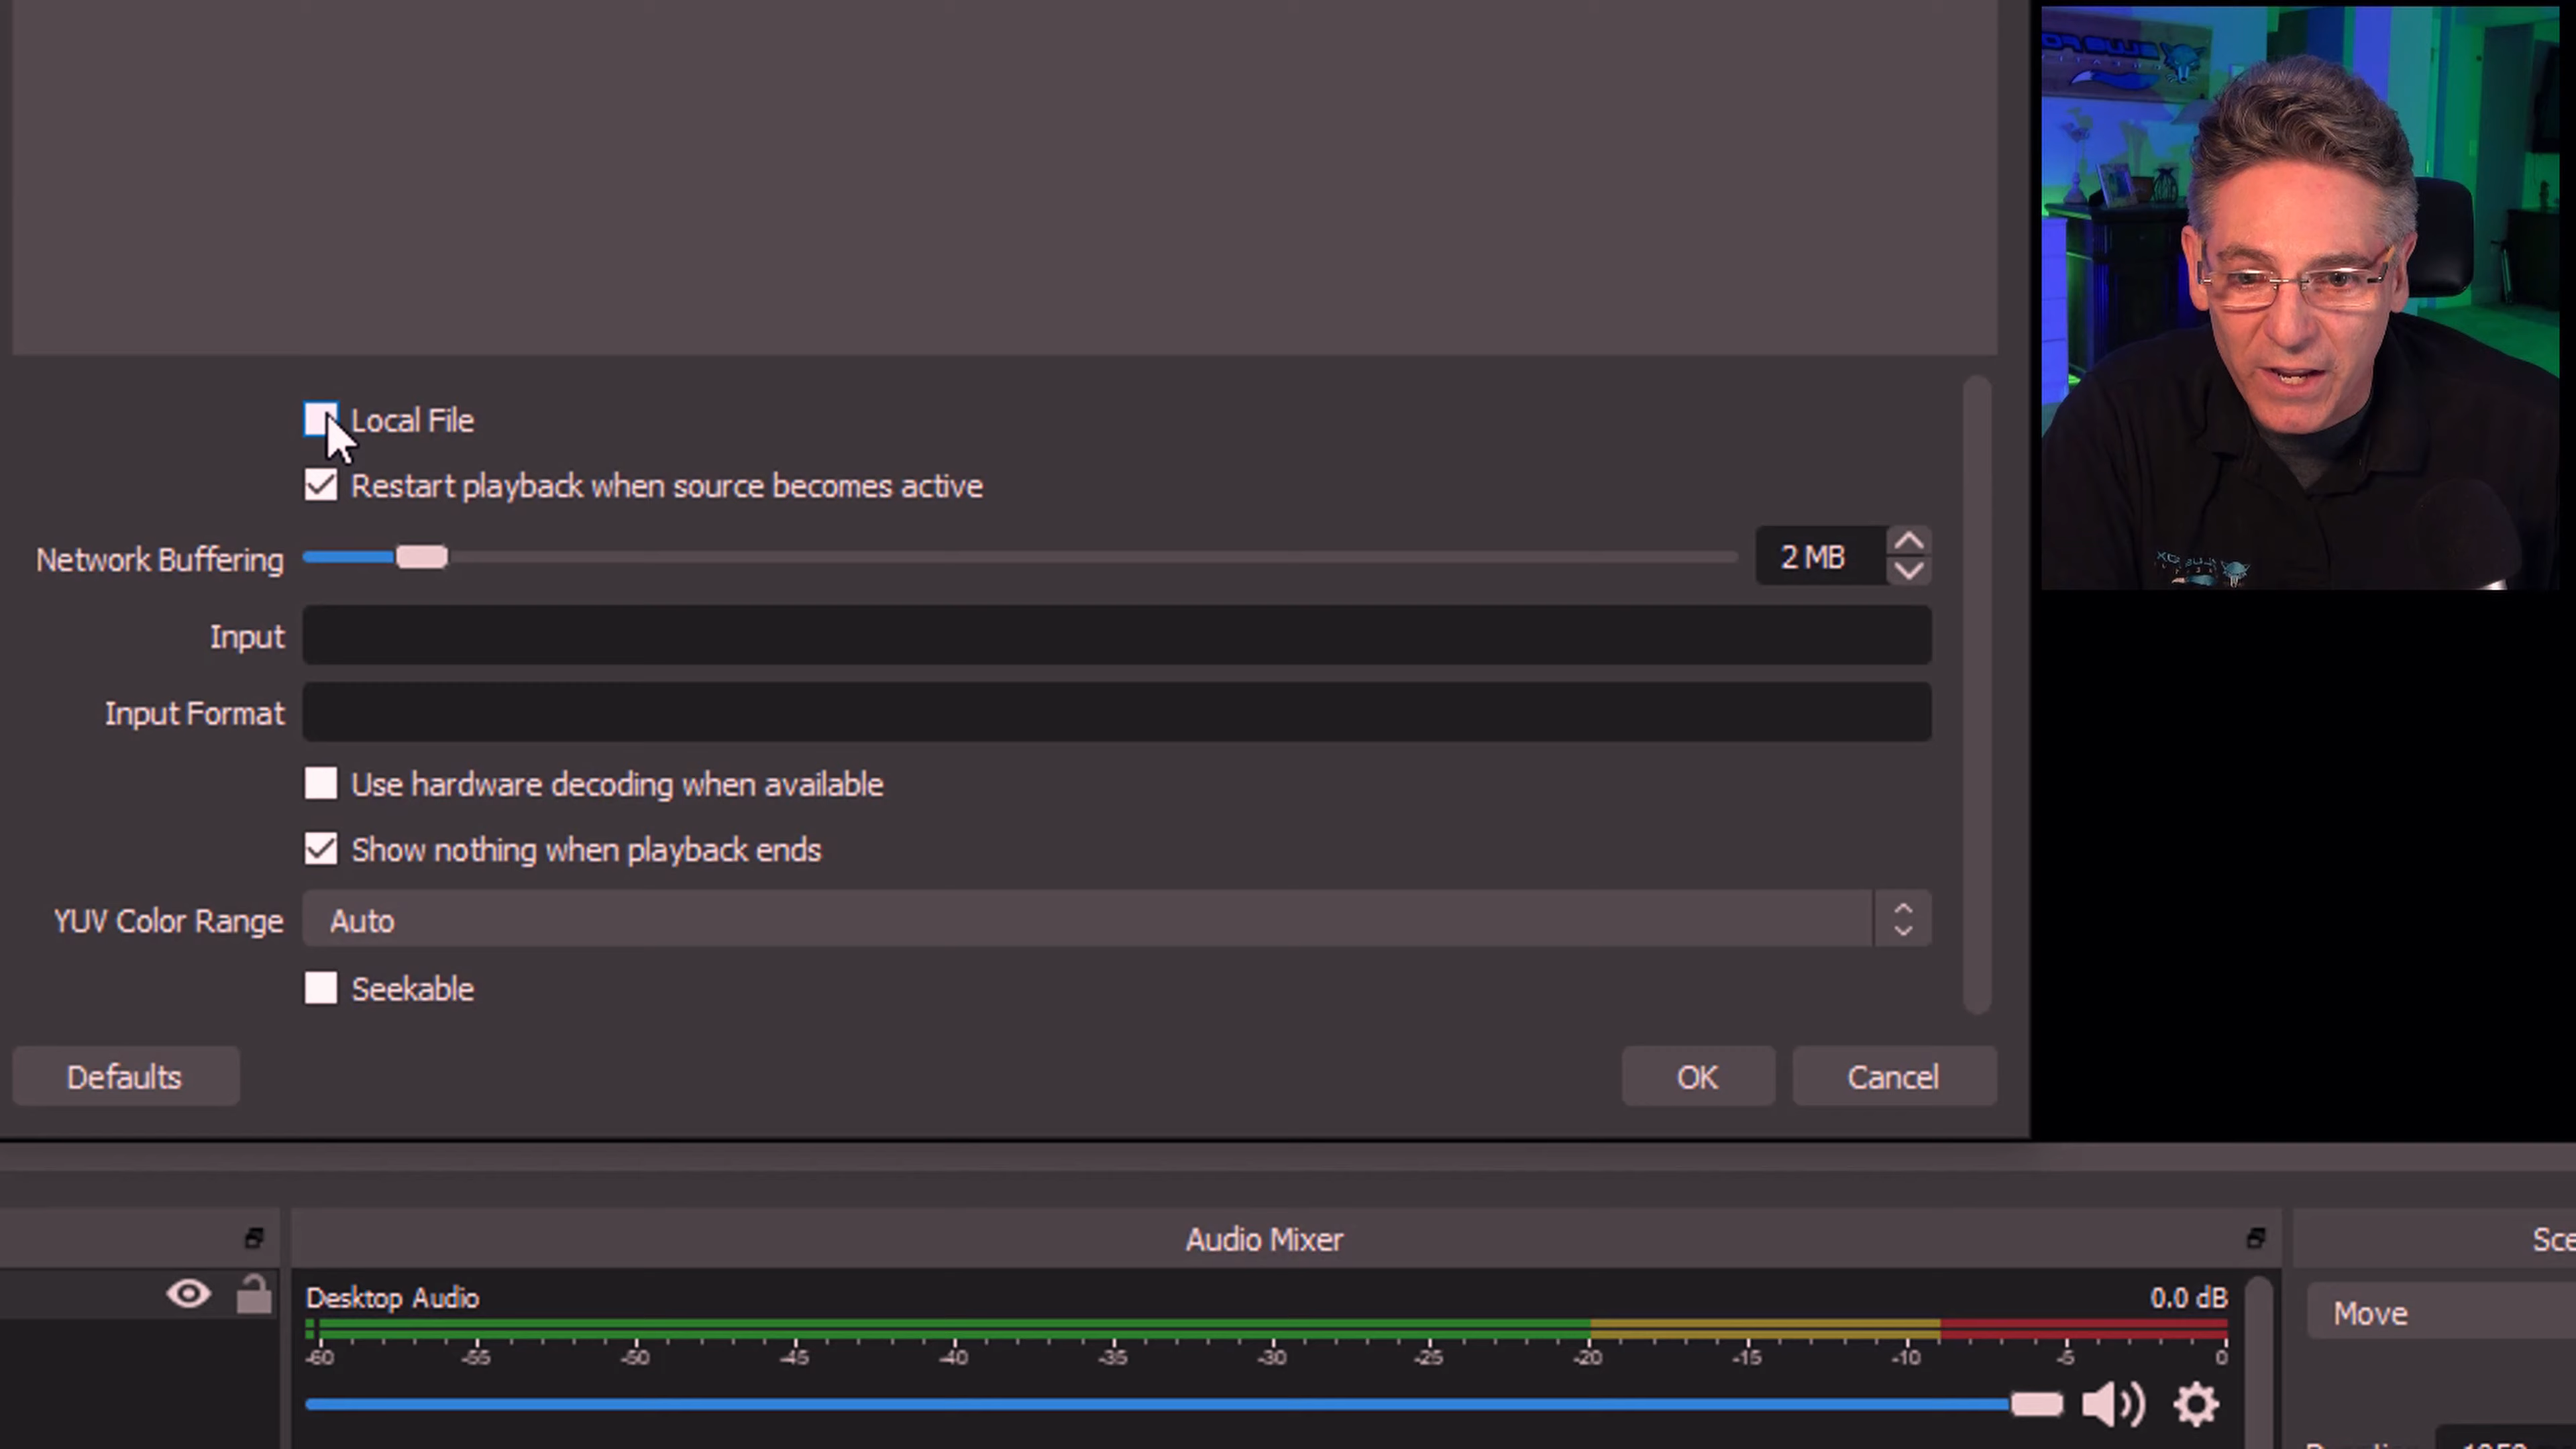 Local File
Restart playback when source becomes active
Network Buffering 2 MB
Input
Input Format
Use hardware decoding when available
Show nothing when playback ends
YUV Color Range Auto
Seekable
Defaults OK Cancel
Audio Mixer
Desktop Audio 0.0 dB
-60 -55 -50 -45 -40 -35 -30 -25 -20 -15 -10 -5 0
Move